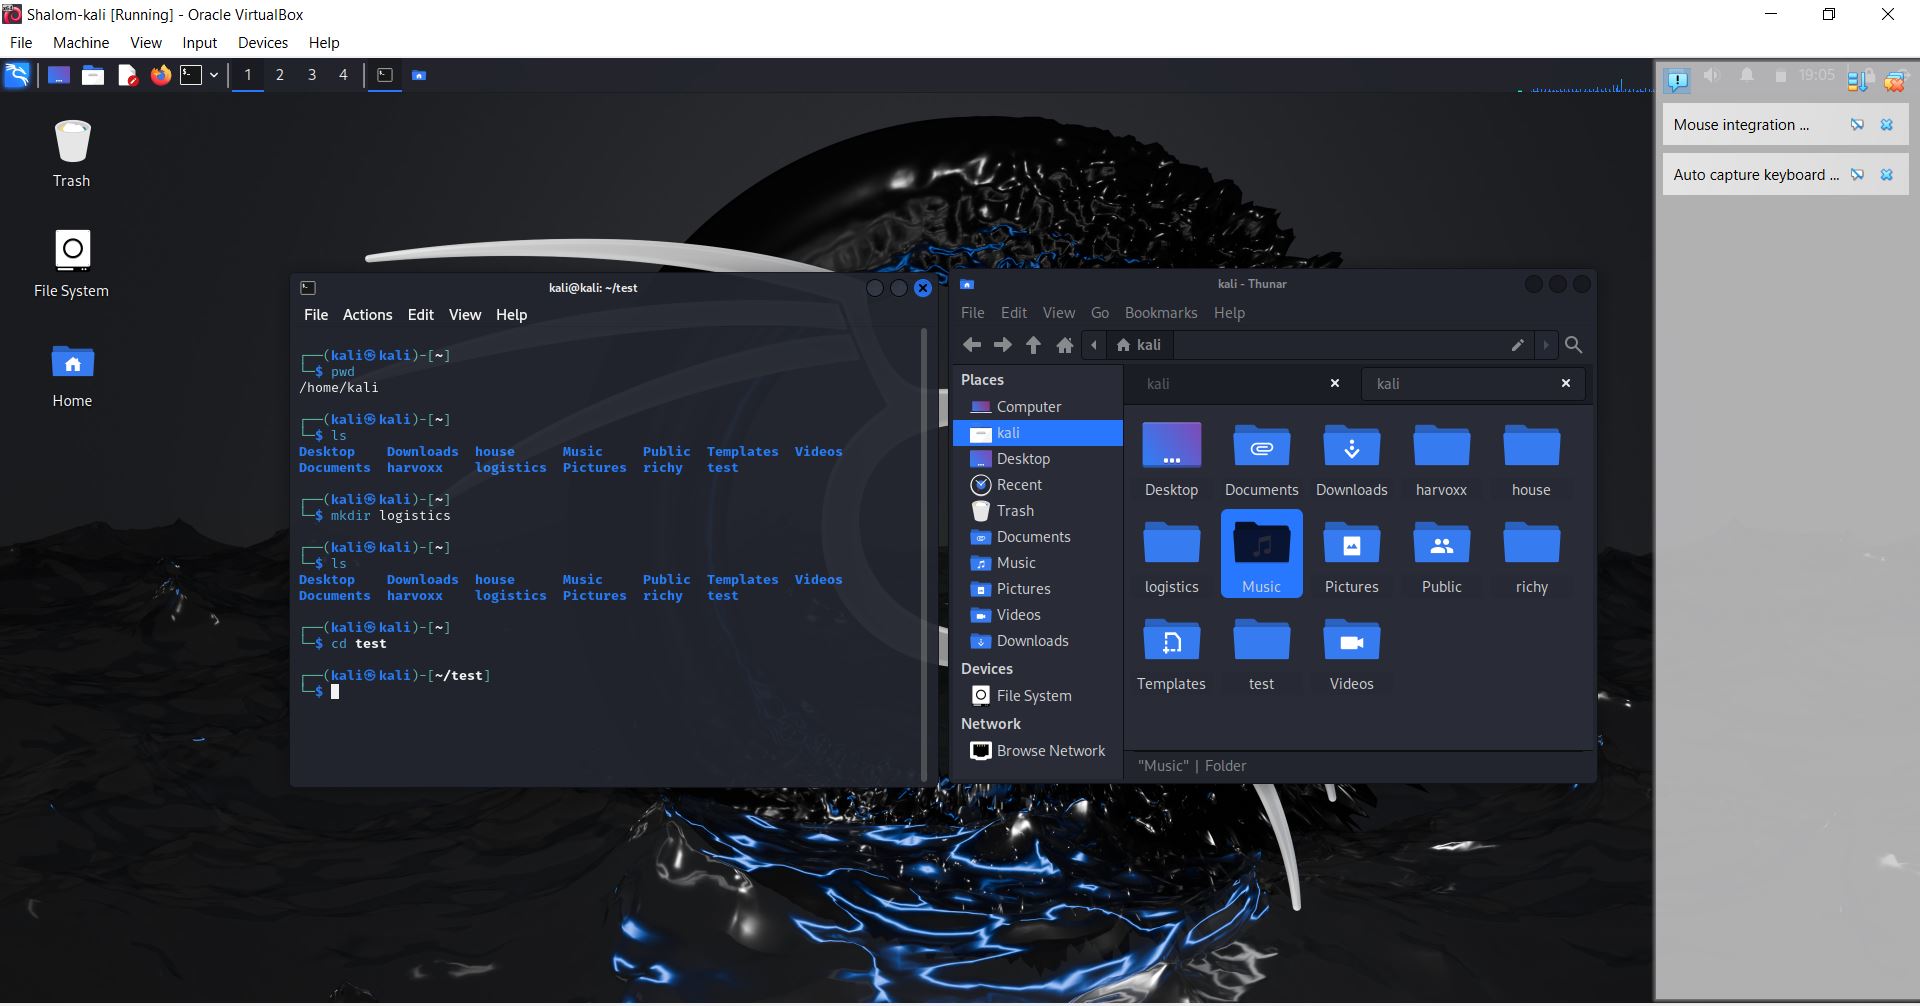 Shalom-kali [Running] - Oracle VirtualBox
File Machine View Input Devices Help
1 2 3 4
19:05
Mouse integration ...
Auto capture keyboard ...
Trash
File System
Home
kali@kali: ~/test
File Actions Edit View Help
┌──(kali㉿kali)-[~]
└─$ pwd
/home/kali
┌──(kali㉿kali)-[~]
└─$ ls
Desktop Downloads house Music Public Templates Videos
Documents harvoxx logistics Pictures richy test
┌──(kali㉿kali)-[~]
└─$ mkdir logistics
┌──(kali㉿kali)-[~]
└─$ ls
Desktop Downloads house Music Public Templates Videos
Documents harvoxx logistics Pictures richy test
┌──(kali㉿kali)-[~]
└─$ cd test
┌──(kali㉿kali)-[~/test]
└─$
kali - Thunar
File Edit View Go Bookmarks Help
kali
Places
Computer
kali
Desktop
Recent
Trash
Documents
Music
Pictures
Videos
Downloads
Devices
File System
Network
Browse Network
kali kali
Desktop Documents Downloads harvoxx house
logistics Music Pictures Public richy
Templates test Videos
"Music" | Folder